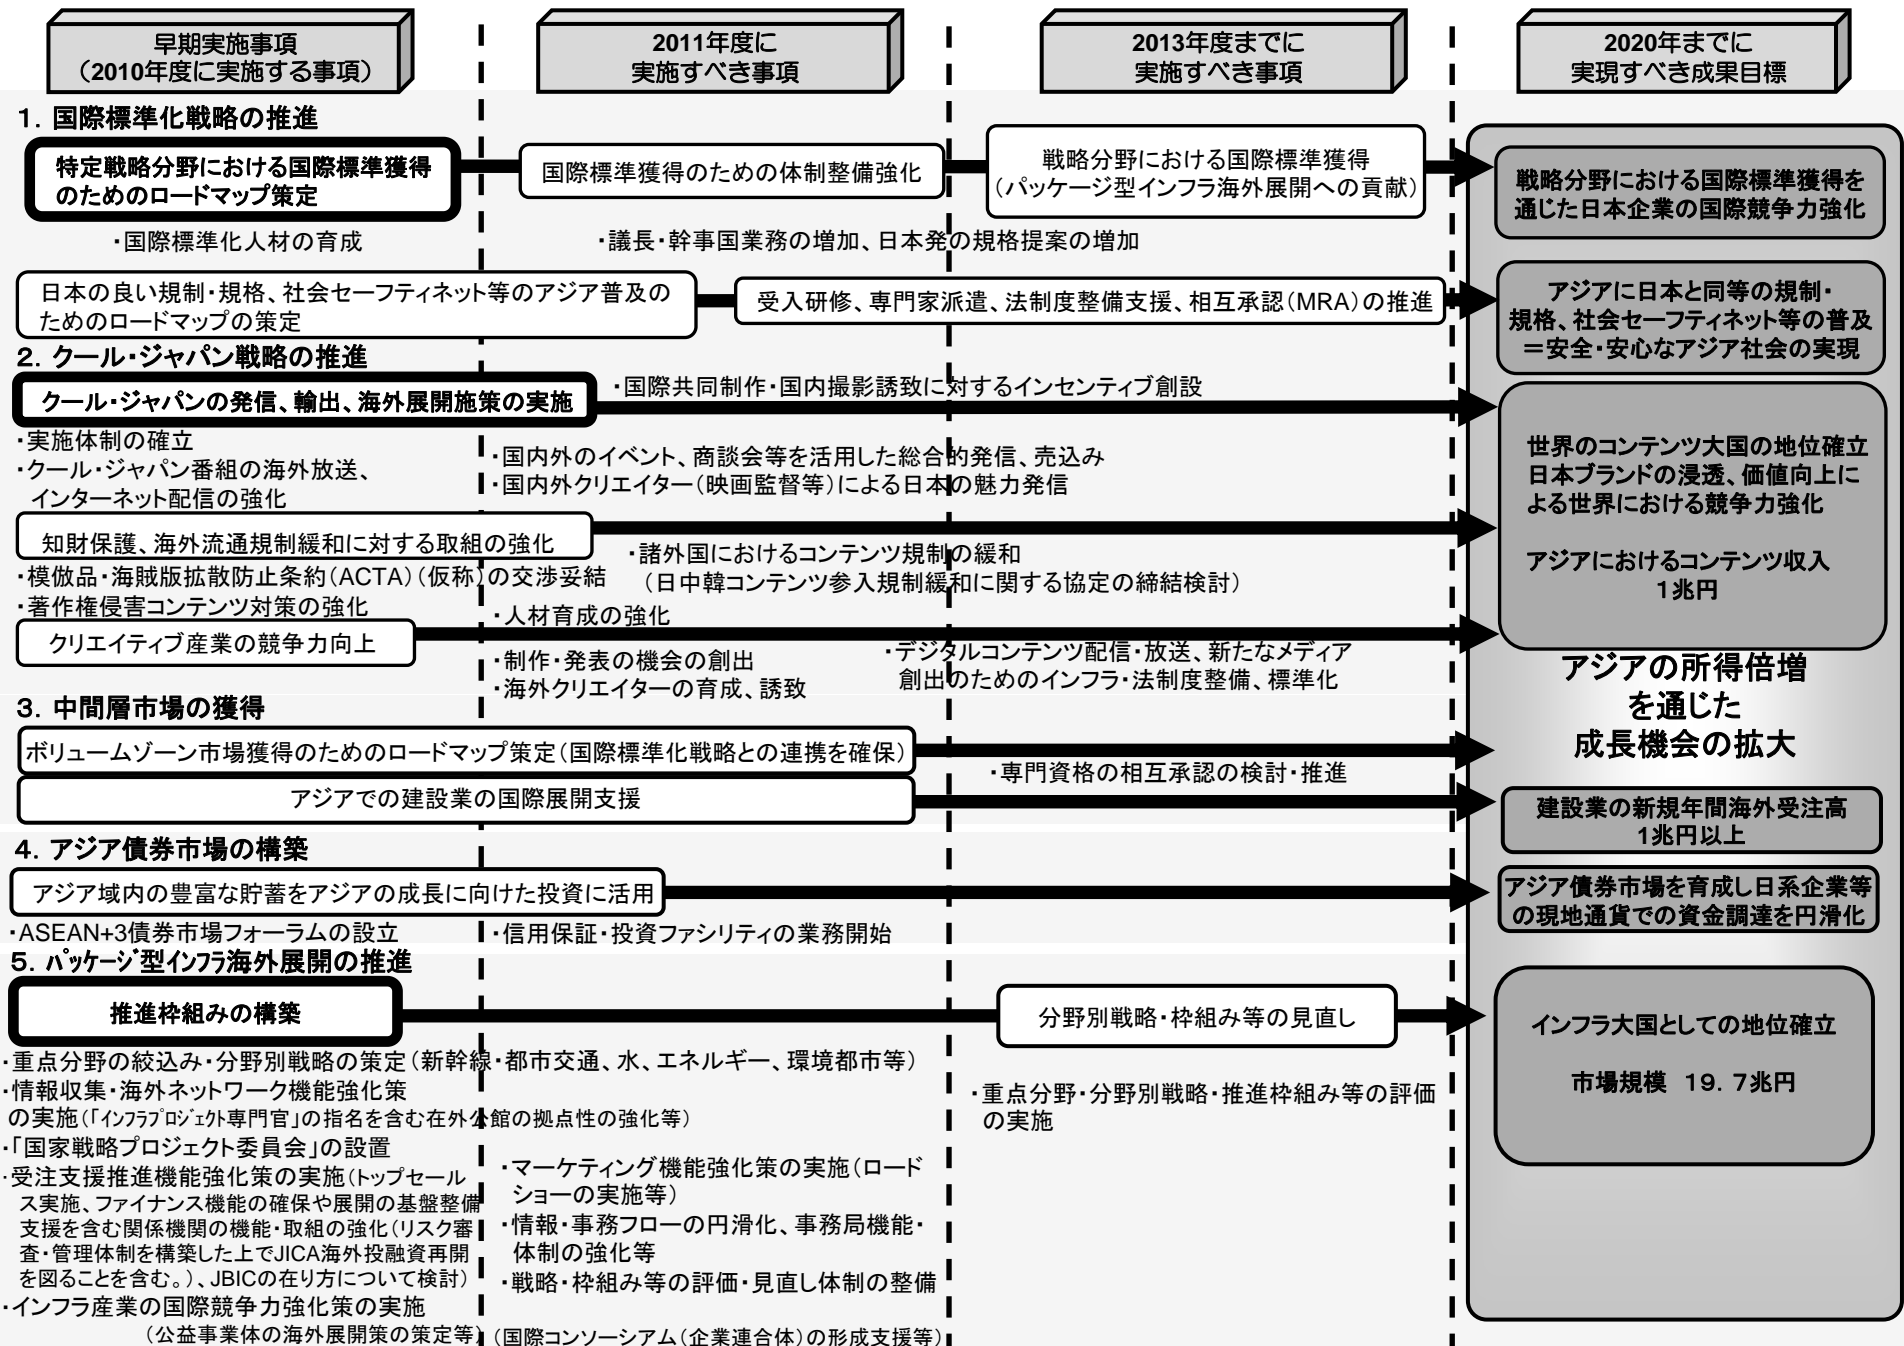 早期実施事項
（2010年度に実施する事項）
2011年度に
実施すべき事項
2013年度までに
実施すべき事項
2020年までに
実現すべき成果目標
１．国際標準化戦略の推進
特定戦略分野における国際標準獲得
のためのロードマップ策定
国際標準獲得のための体制整備強化
戦略分野における国際標準獲得
（パッケージ型インフラ海外展開への貢献）
戦略分野における国際標準獲得を
通じた日本企業の国際競争力強化
・国際標準化人材の育成
・議長・幹事国業務の増加、日本発の規格提案の増加
日本の良い規制・規格、社会セーフティネット等のアジア普及の
ためのロードマップの策定
受入研修、専門家派遣、法制度整備支援、相互承認（MRA）の推進
アジアに日本と同等の規制・
規格、社会セーフティネット等の普及
＝安全・安心なアジア社会の実現
２．クール・ジャパン戦略の推進
クール・ジャパンの発信、輸出、海外展開施策の実施
・国際共同制作・国内撮影誘致に対するインセンティブ創設
・実施体制の確立
・クール・ジャパン番組の海外放送、
インターネット配信の強化
・国内外のイベント、商談会等を活用した総合的発信、売込み
・国内外クリエイター（映画監督等）による日本の魅力発信
世界のコンテンツ大国の地位確立
日本ブランドの浸透、価値向上に
よる世界における競争力強化
アジアにおけるコンテンツ収入
1兆円
知財保護、海外流通規制緩和に対する取組の強化
・模倣品・海賊版拡散防止条約（ACTA）（仮称）の交渉妥結
・著作権侵害コンテンツ対策の強化
・諸外国におけるコンテンツ規制の緩和
（日中韓コンテンツ参入規制緩和に関する協定の締結検討）
・人材育成の強化
クリエイティブ産業の競争力向上
・制作・発表の機会の創出
・海外クリエイターの育成、誘致
・デジタルコンテンツ配信・放送、新たなメディア
創出のためのインフラ・法制度整備、標準化
アジアの所得倍増
を通じた
成長機会の拡大
３．中間層市場の獲得
ボリュームゾーン市場獲得のためのロードマップ策定（国際標準化戦略との連携を確保）
・専門資格の相互承認の検討・推進
アジアでの建設業の国際展開支援
建設業の新規年間海外受注高
1兆円以上
４．アジア債券市場の構築
アジア域内の豊富な貯蓄をアジアの成長に向けた投資に活用
アジア債券市場を育成し日系企業等
の現地通貨での資金調達を円滑化
・ASEAN+3債券市場フォーラムの設立
・信用保証・投資ファシリティの業務開始
５．ﾊﾟｯｹｰｼﾞ型ｲﾝﾌﾗ海外展開の推進
推進枠組みの構築
分野別戦略・枠組み等の見直し
インフラ大国としての地位確立
市場規模　１９．７兆円
・重点分野の絞込み・分野別戦略の策定（新幹線・都市交通、水、エネルギー、環境都市等）
・情報収集・海外ネットワーク機能強化策
の実施（「ｲﾝﾌﾗﾌﾟﾛｼﾞｪｸﾄ専門官」の指名を含む在外公館の拠点性の強化等）
・「国家戦略プロジェクト委員会」の設置
・受注支援推進機能強化策の実施（トップセール
ス実施、ファイナンス機能の確保や展開の基盤整備
支援を含む関係機関の機能・取組の強化（リスク審
査・管理体制を構築した上でJICA海外投融資再開
を図ることを含む。）、JBICの在り方について検討）
・インフラ産業の国際競争力強化策の実施
（公益事業体の海外展開策の策定等）
・マーケティング機能強化策の実施（ロード
ショーの実施等）
・情報・事務フローの円滑化、事務局機能・
体制の強化等
・戦略・枠組み等の評価・見直し体制の整備
（国際コンソーシアム（企業連合体）の形成支援等）
・重点分野・分野別戦略・推進枠組み等の評価
の実施